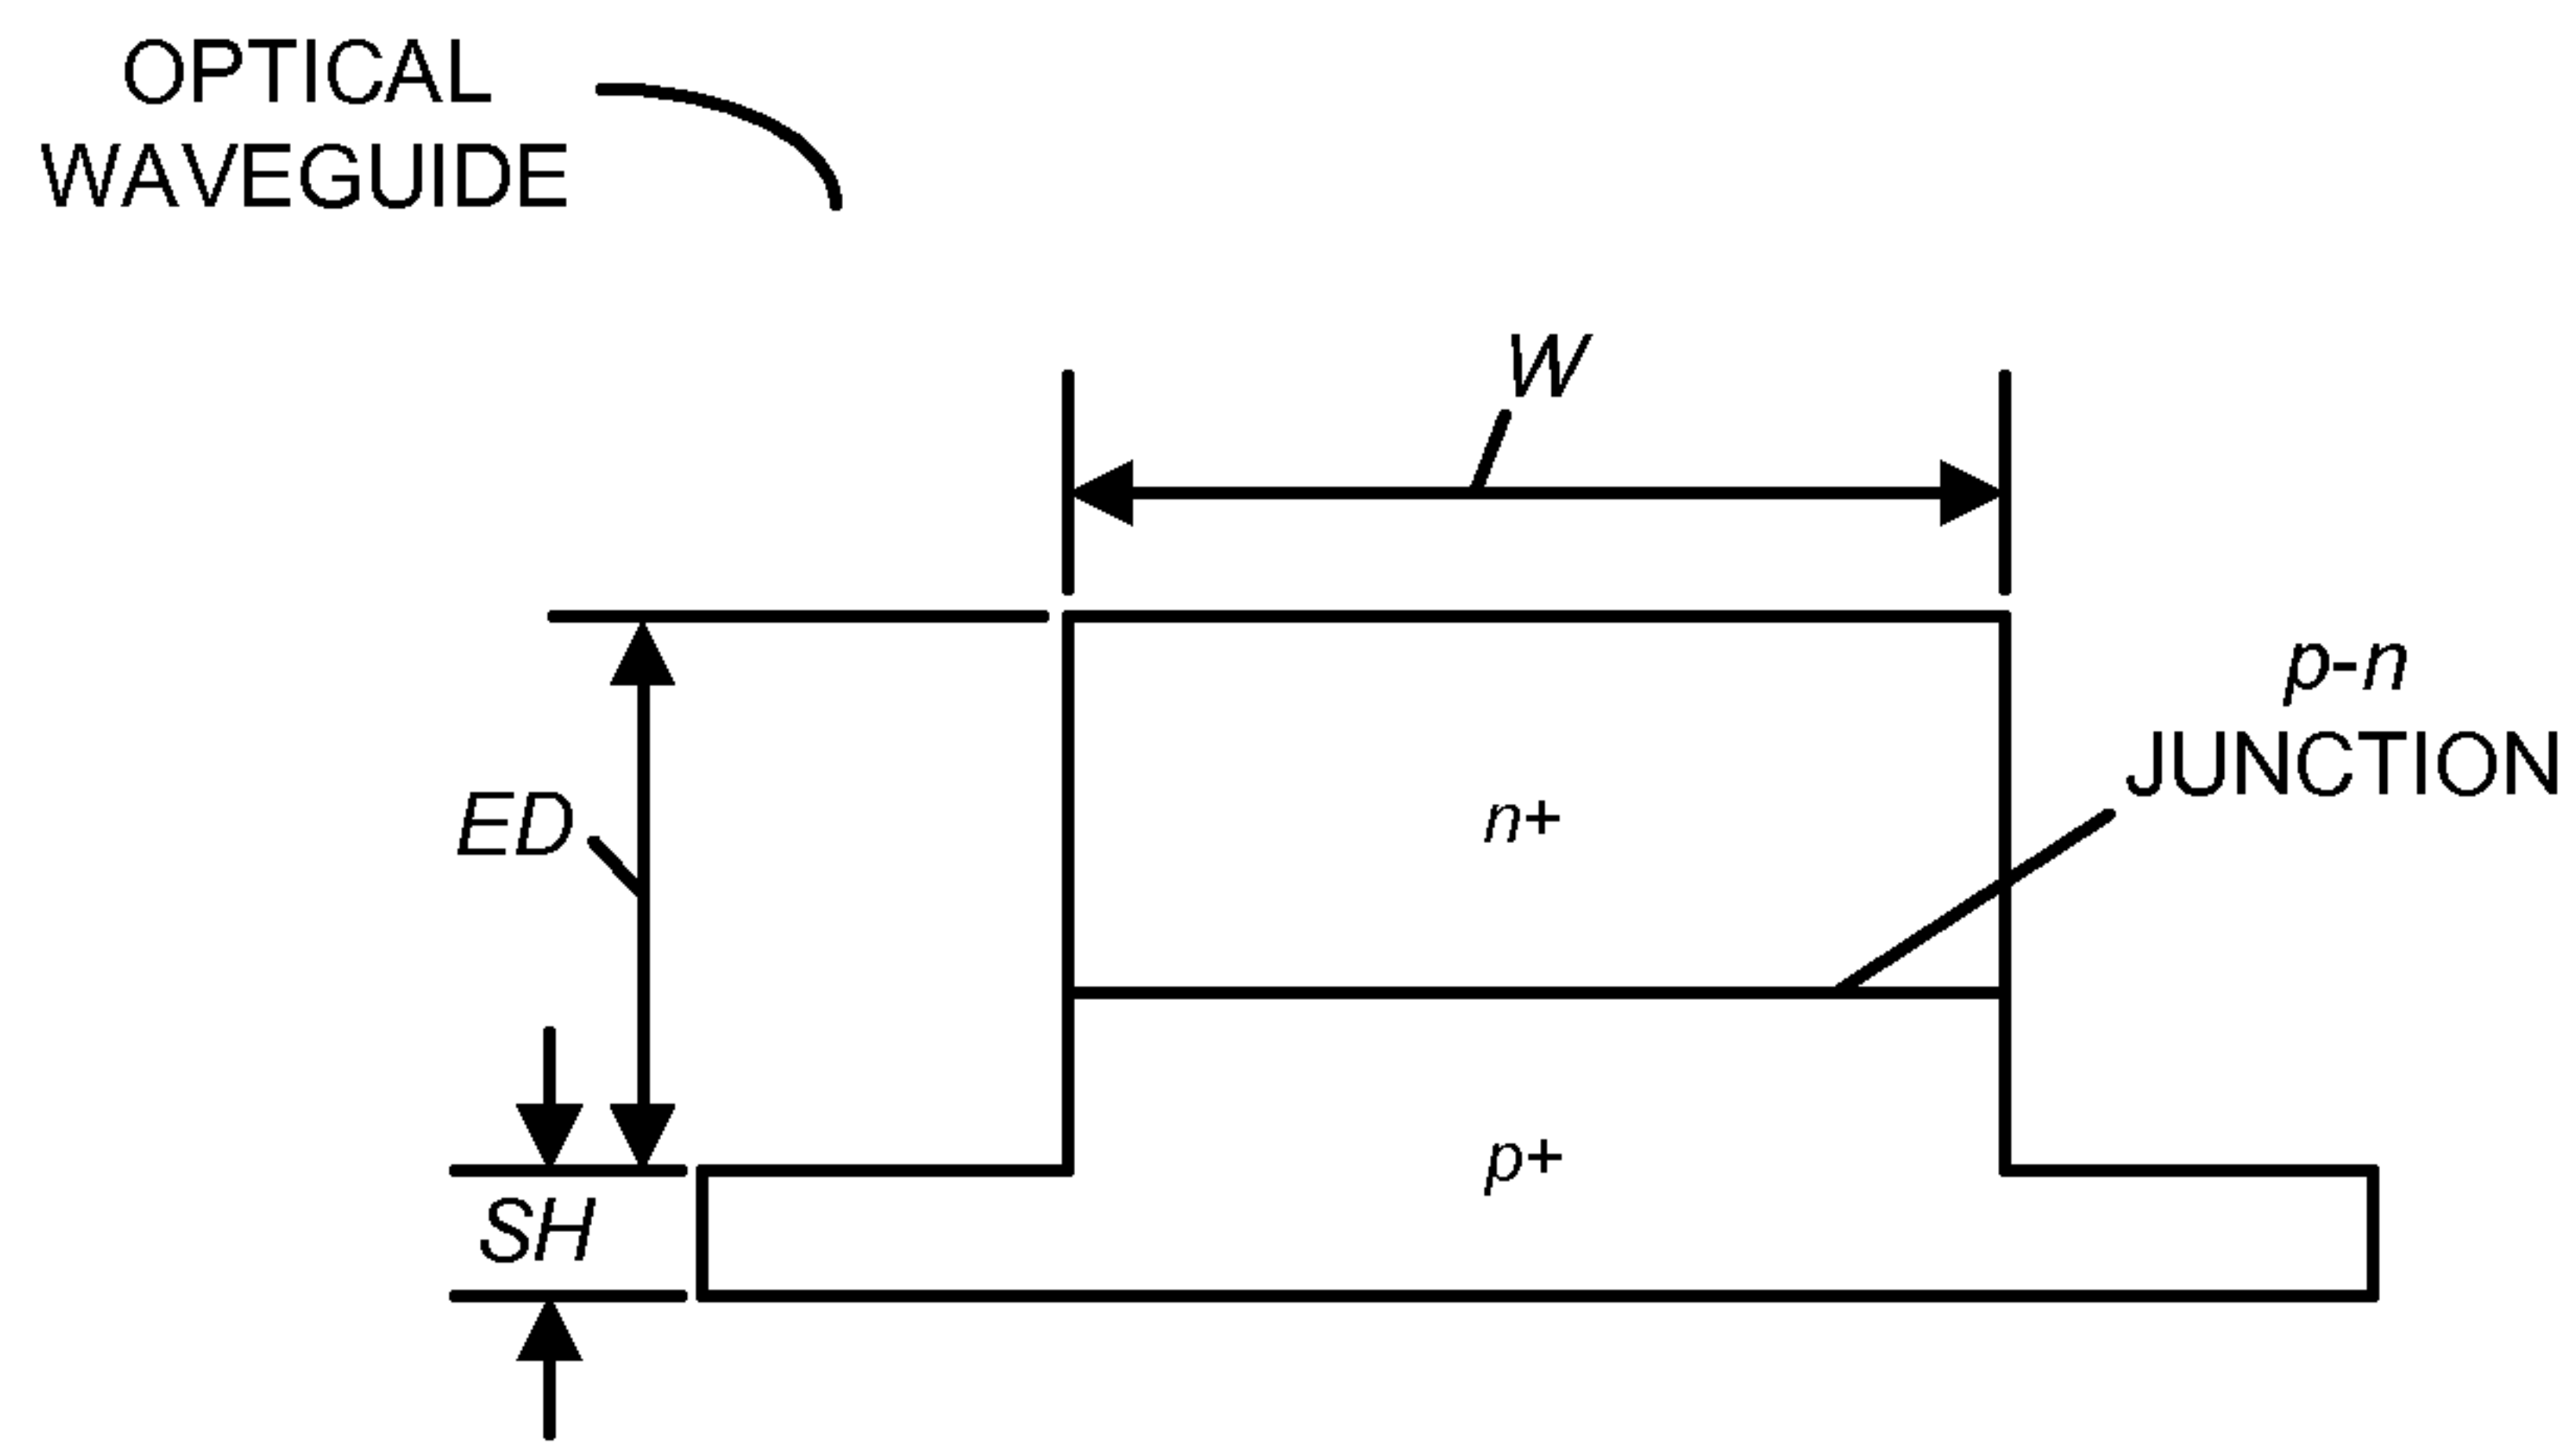 OPTICAL
WAVEGUIDE
W
p-n
JUNCTION
ED
n+
p+
SH